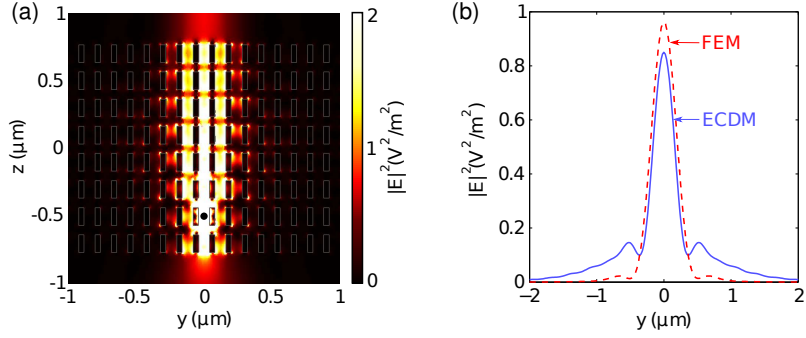 (a)
1
0.5
0
-0.5
-1
z (μm)
-1 -0.5 0 0.5 1
y (μm)
2
1
0
|E|²(V²/m²)
(b)
1
0.8
0.6
0.4
0.2
0
|E|²(V²/m²)
FEM
ECDM
−2 −1 0 1 2
y (μm)